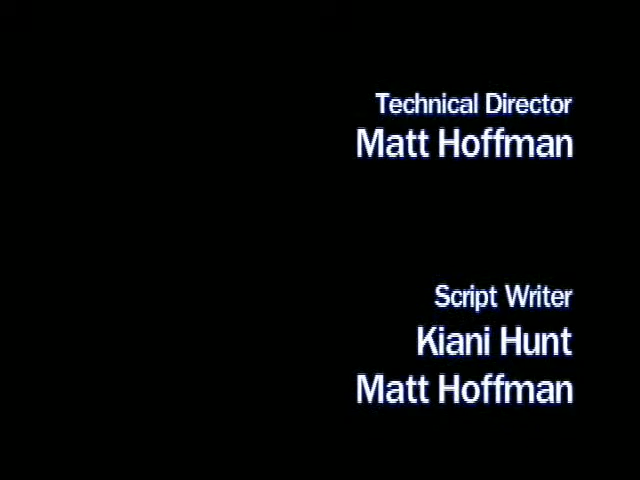 Technical Director
Matt Hoffman
Script Writer
Kiani Hunt
Matt Hoffman